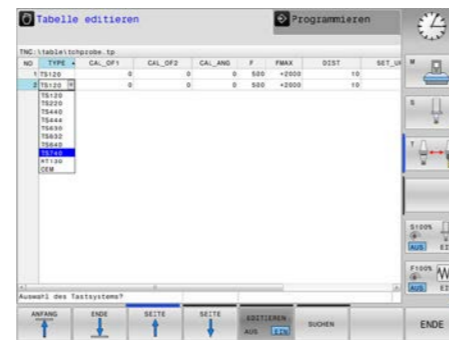 Tabelle editieren
Programmieren
TNC:\table\tchprobe.tp
NO TYPE CAL_OF1 CAL_OF2 CAL_ANG F FMAX DIST
1 TS120 0 0 0 500 +2000 10
2 TS120 0 0 0 500 +2000 10
TS120
TS220
TS440
TS444
TS630
TS632
TS640
TS740
KT130
OEM
Auswahl des Tastsystems?
M
S
T
S100%
AUS
F100%
AUS
ANFANG
ENDE
SEITE
SEITE
EDITIEREN
AUS EIN
SUCHEN
ENDE